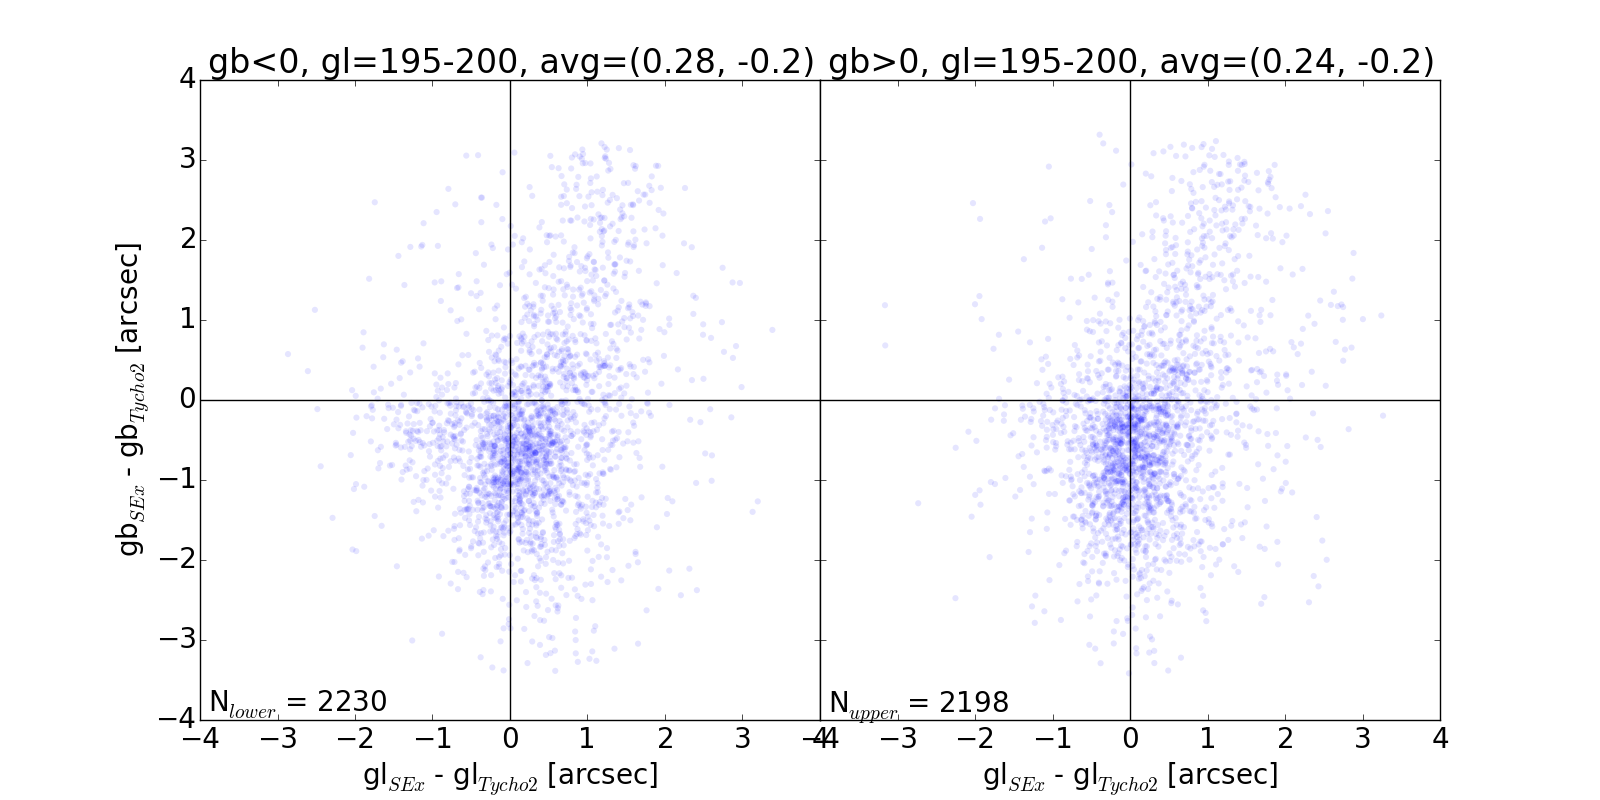 gb<0, gl=195-200, avg=(0.28, -0.2) gb>0, gl=195-200, avg=(0.24, -0.2)
4
3
2
1
0
−1
−2
−3
−4
gb_SEx - gb_Tycho2 [arcsec]
N_lower = 2230 N_upper = 2198
−4 −3 −2 −1 0 1 2 3 4 −4 −3 −2 −1 0 1 2 3 4
gl_SEx - gl_Tycho2 [arcsec] gl_SEx - gl_Tycho2 [arcsec]